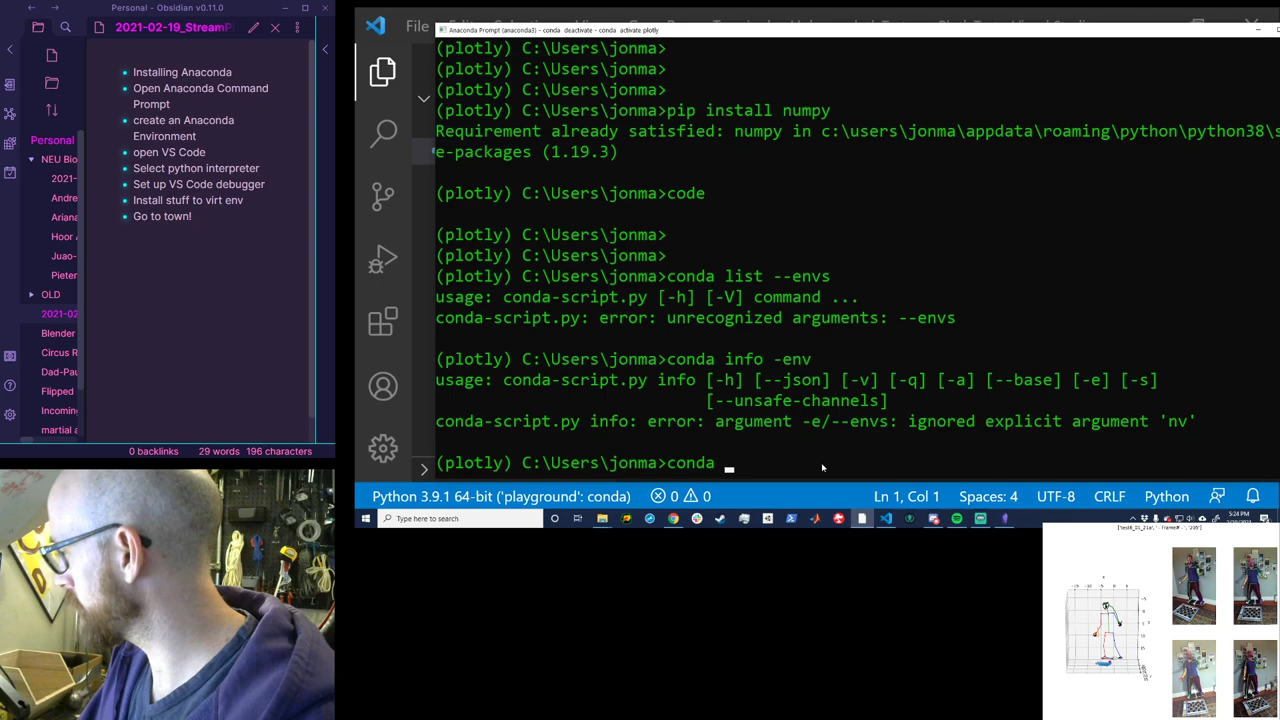 Personal - Obsidian v0.11.0
2021-02-19_StreamP
Installing Anaconda
Open Anaconda Command
Prompt
create an Anaconda
Environment
open VS Code
Select python interpreter
Set up VS Code debugger
Install stuff to virt env
Go to town!
Personal
NEU Bio
2021-
Andre
Ariana
Hoor
Juao-
Pieter
OLD
2021-02
Blender
Circus R
Dad-Pa
Flipped
Incoming
martial a
0 backlinks 29 words 196 characters
File
Anaconda Prompt (anaconda3) - conda deactivate - conda activate plotly
(plotly) C:\Users\jonma>
(plotly) C:\Users\jonma>
(plotly) C:\Users\jonma>
(plotly) C:\Users\jonma>pip install numpy
Requirement already satisfied: numpy in c:\users\jonma\appdata\roaming\python\python38\s
e-packages (1.19.3)
(plotly) C:\Users\jonma>code
(plotly) C:\Users\jonma>
(plotly) C:\Users\jonma>
(plotly) C:\Users\jonma>conda list --envs
usage: conda-script.py [-h] [-V] command ...
conda-script.py: error: unrecognized arguments: --envs
(plotly) C:\Users\jonma>conda info -env
usage: conda-script.py info [-h] [--json] [-v] [-q] [-a] [--base] [-e] [-s]
[--unsafe-channels]
conda-script.py info: error: argument -e/--envs: ignored explicit argument 'nv'
(plotly) C:\Users\jonma>conda
Python 3.9.1 64-bit ('playground': conda) 0 0 Ln 1, Col 1 Spaces: 4 UTF-8 CRLF Python
Type here to search
5:24 PM